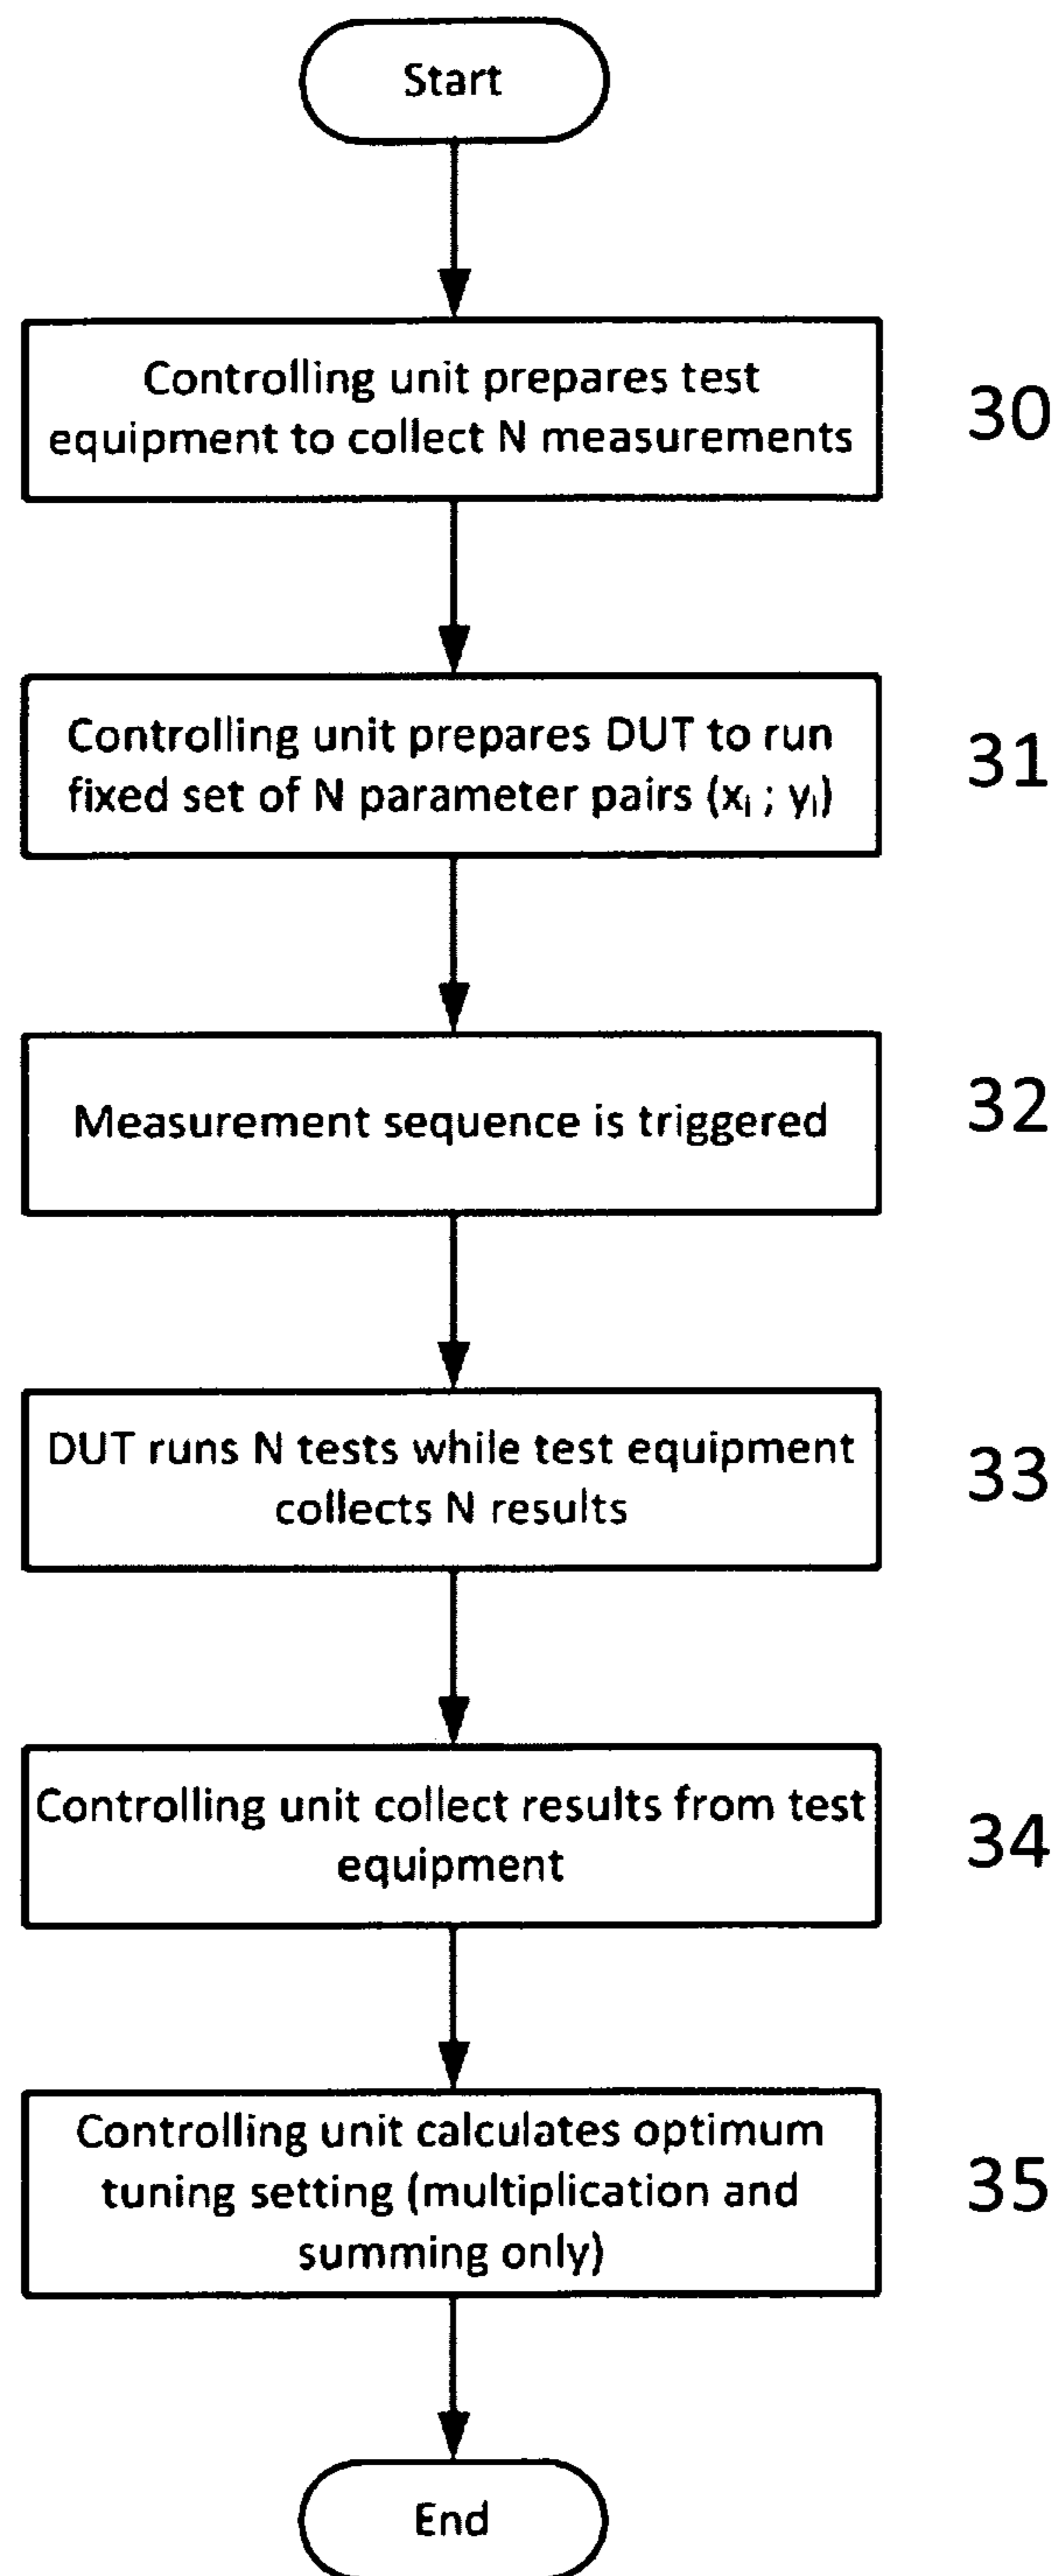 Start
Controlling unit prepares test
equipment to collect N measurements
30
Controlling unit prepares DUT to run
fixed set of N parameter pairs (xᵢ ; yᵢ)
31
Measurement sequence is triggered
32
DUT runs N tests while test equipment
collects N results
33
Controlling unit collect results from test
equipment
34
Controlling unit calculates optimum
tuning setting (multiplication and
summing only)
35
End